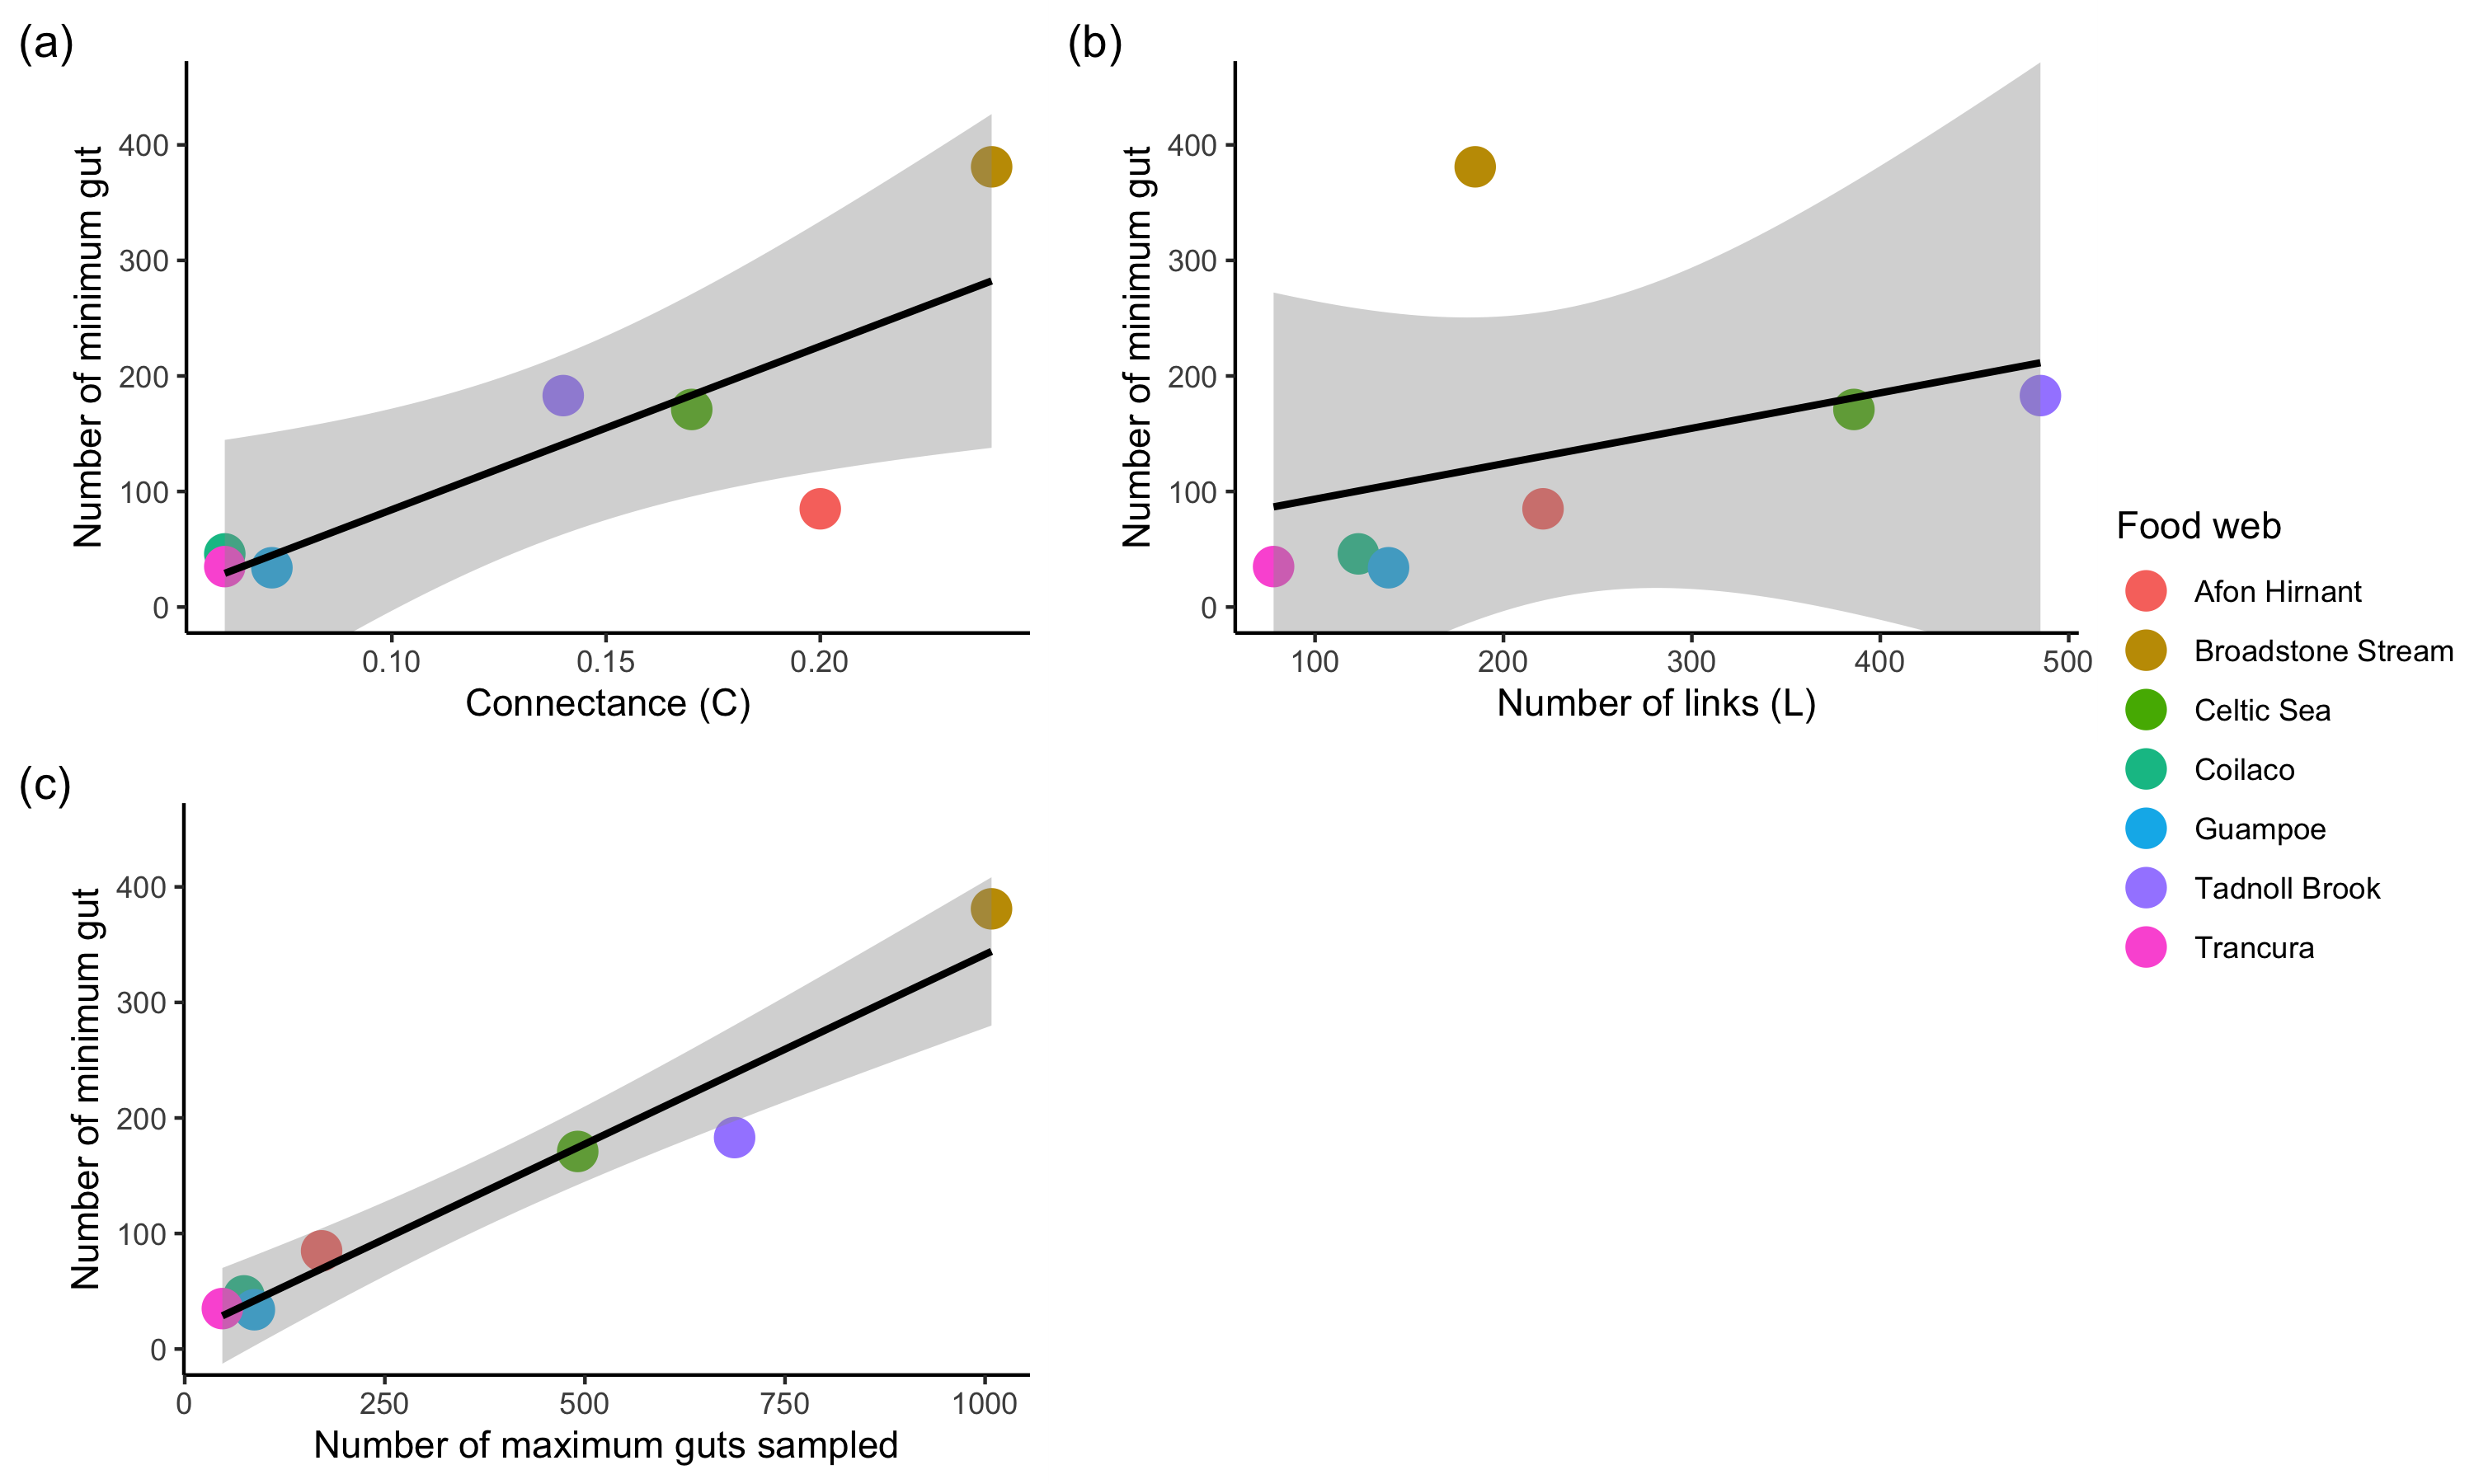 (a)
Number of minimum gut
400
300
200
100
0
0.10 0.15 0.20
Connectance (C)
(b)
Number of minimum gut
400
300
200
100
0
100 200 300 400 500
Number of links (L)
(c)
Number of minimum gut
400
300
200
100
0
0 250 500 750 1000
Number of maximum guts sampled
Food web
Afon Hirnant
Broadstone Stream
Celtic Sea
Coilaco
Guampoe
Tadnoll Brook
Trancura